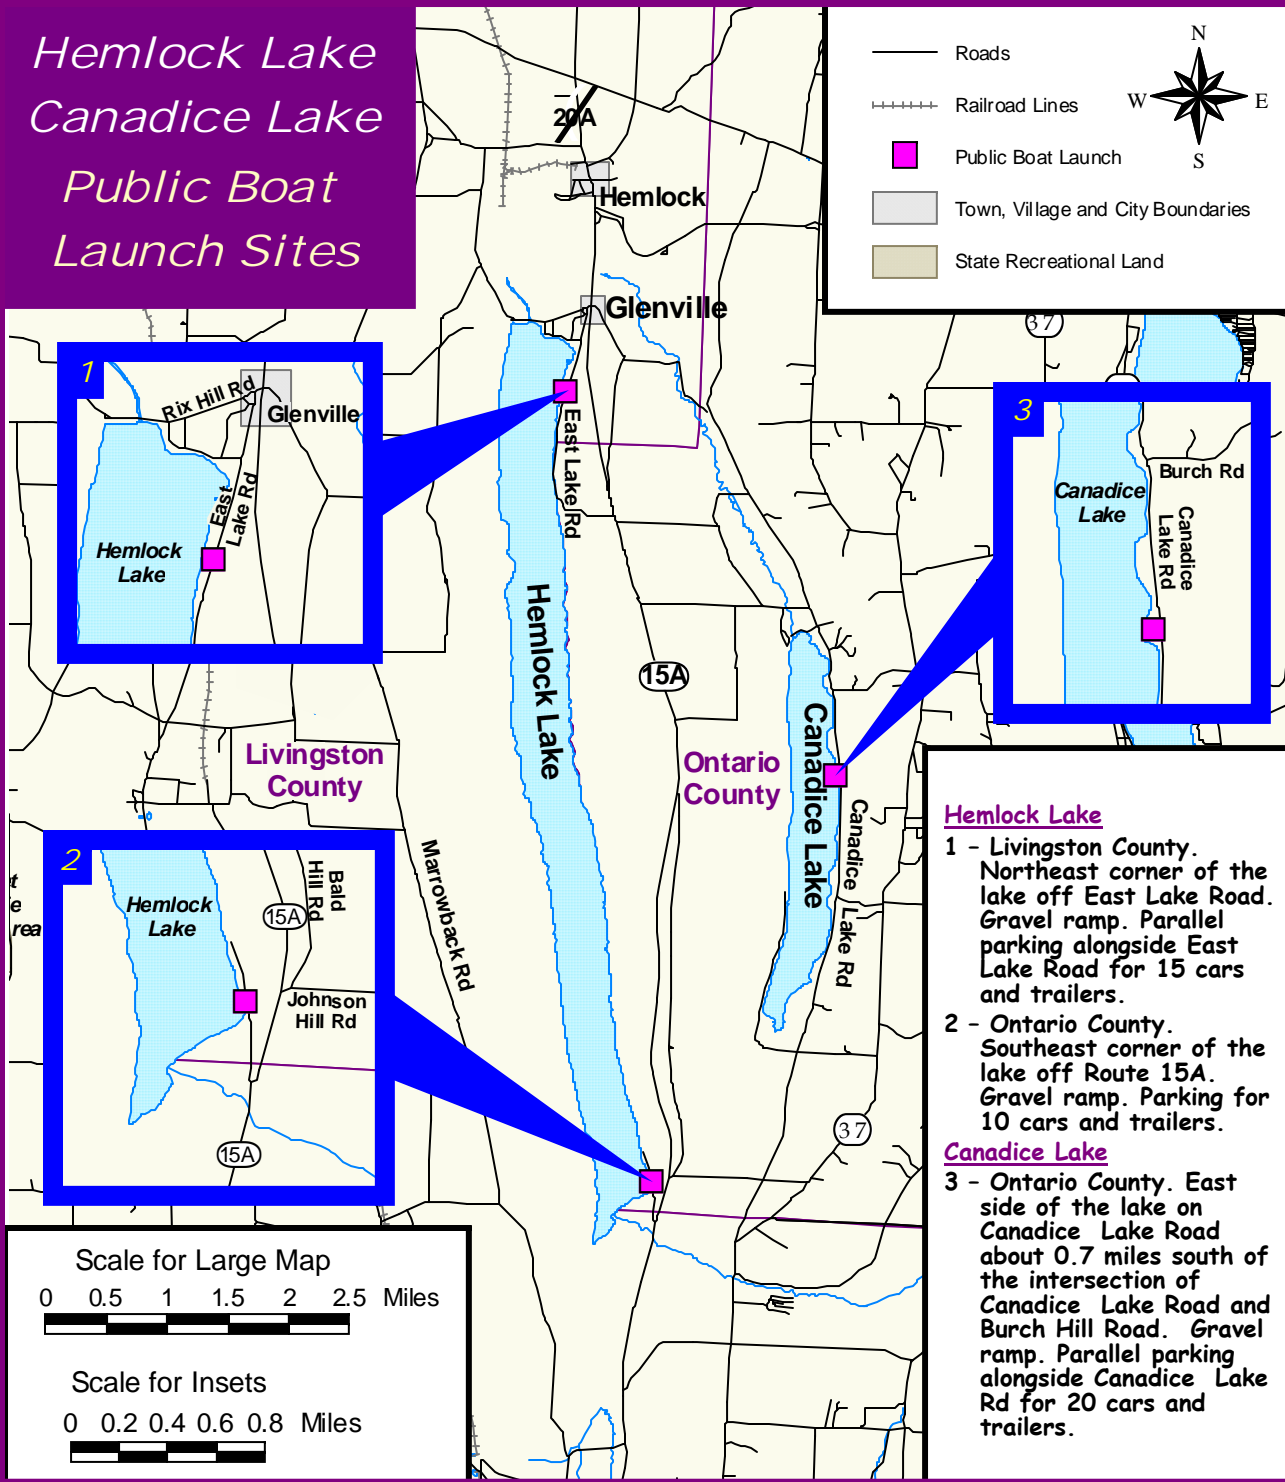 Hemlock Lake
Canadice Lake
Public Boat
Launch Sites
Roads
Railroad Lines
Public Boat Launch
Town, Village and City Boundaries
State Recreational Land
N
W
E
S
20A
Hemlock
Glenville
37
1
Rix Hill Rd
Glenville
East
Lake Rd
Hemlock
Lake
East Lake Rd
3
Burch Rd
Canadice
Lake
Canadice
Lake Rd
Hemlock Lake
15A
Livingston
County
Ontario
County
Canadice Lake
Canadice Lake Rd
Marrowback Rd
2
Hemlock
Lake
15A
Bald
Hill Rd
Johnson
Hill Rd
15A
rea
37
Hemlock Lake
1 - Livingston County.
Northeast corner of the
lake off East Lake Road.
Gravel ramp. Parallel
parking alongside East
Lake Road for 15 cars
and trailers.
2 - Ontario County.
Southeast corner of the
lake off Route 15A.
Gravel ramp. Parking for
10 cars and trailers.
Canadice Lake
3 - Ontario County. East
side of the lake on
Canadice Lake Road
about 0.7 miles south of
the intersection of
Canadice Lake Road and
Burch Hill Road. Gravel
ramp. Parallel parking
alongside Canadice Lake
Rd for 20 cars and
trailers.
Scale for Large Map
0 0.5 1 1.5 2 2.5 Miles
Scale for Insets
0 0.2 0.4 0.6 0.8 Miles